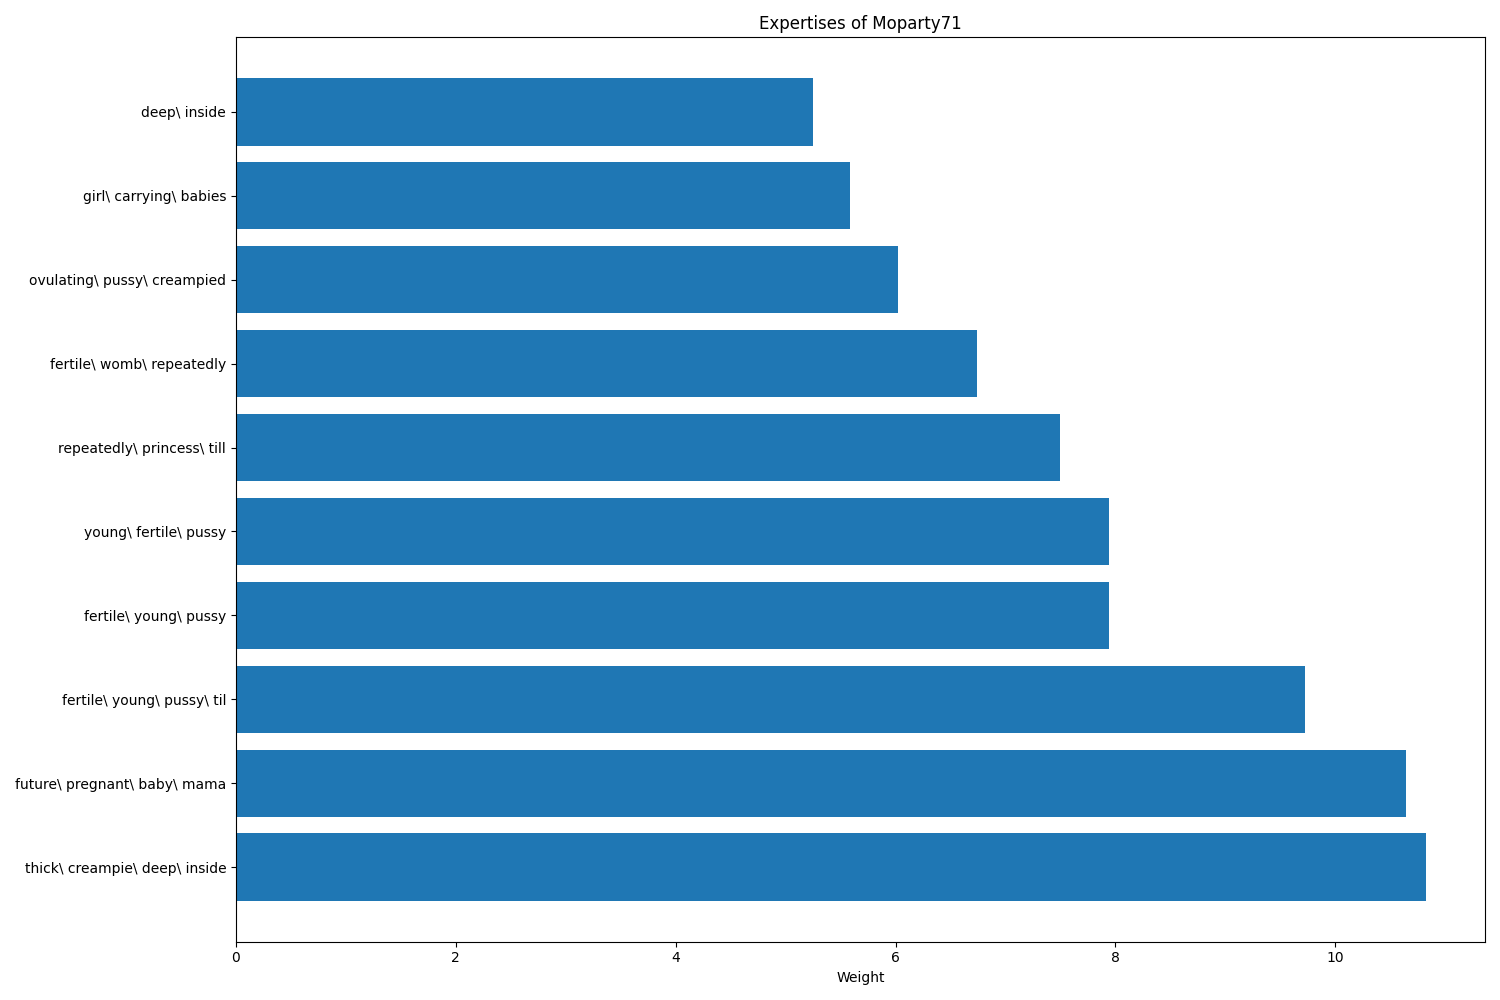 Expertises of Moparty71
deep\ inside
girl\ carrying\ babies
ovulating\ pussy\ creampied
fertile\ womb\ repeatedly
repeatedly\ princess\ till
young\ fertile\ pussy
fertile\ young\ pussy
fertile\ young\ pussy\ til
future\ pregnant\ baby\ mama
thick\ creampie\ deep\ inside
0 2 4 6 8 10
Weight